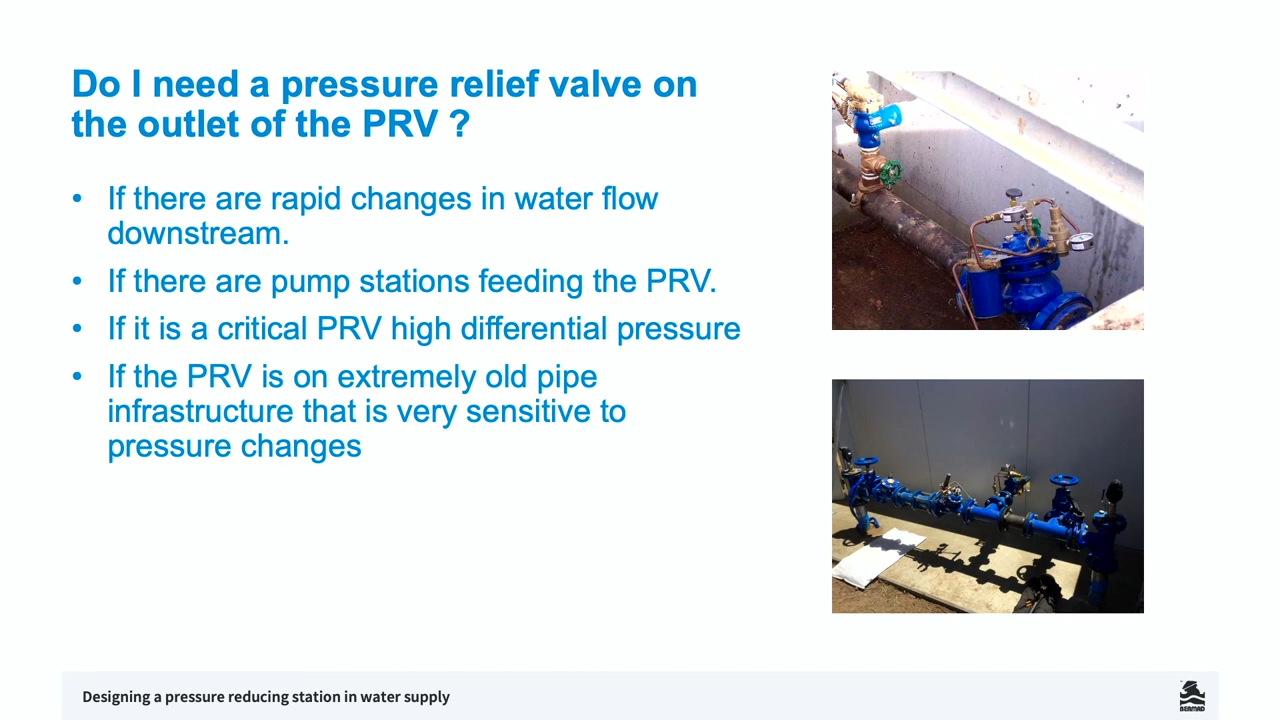 Do I need a pressure relief valve on
the outlet of the PRV ?
• If there are rapid changes in water flow
downstream.
• If there are pump stations feeding the PRV.
• If it is a critical PRV high differential pressure
• If the PRV is on extremely old pipe
infrastructure that is very sensitive to
pressure changes
Designing a pressure reducing station in water supply
BERMAD